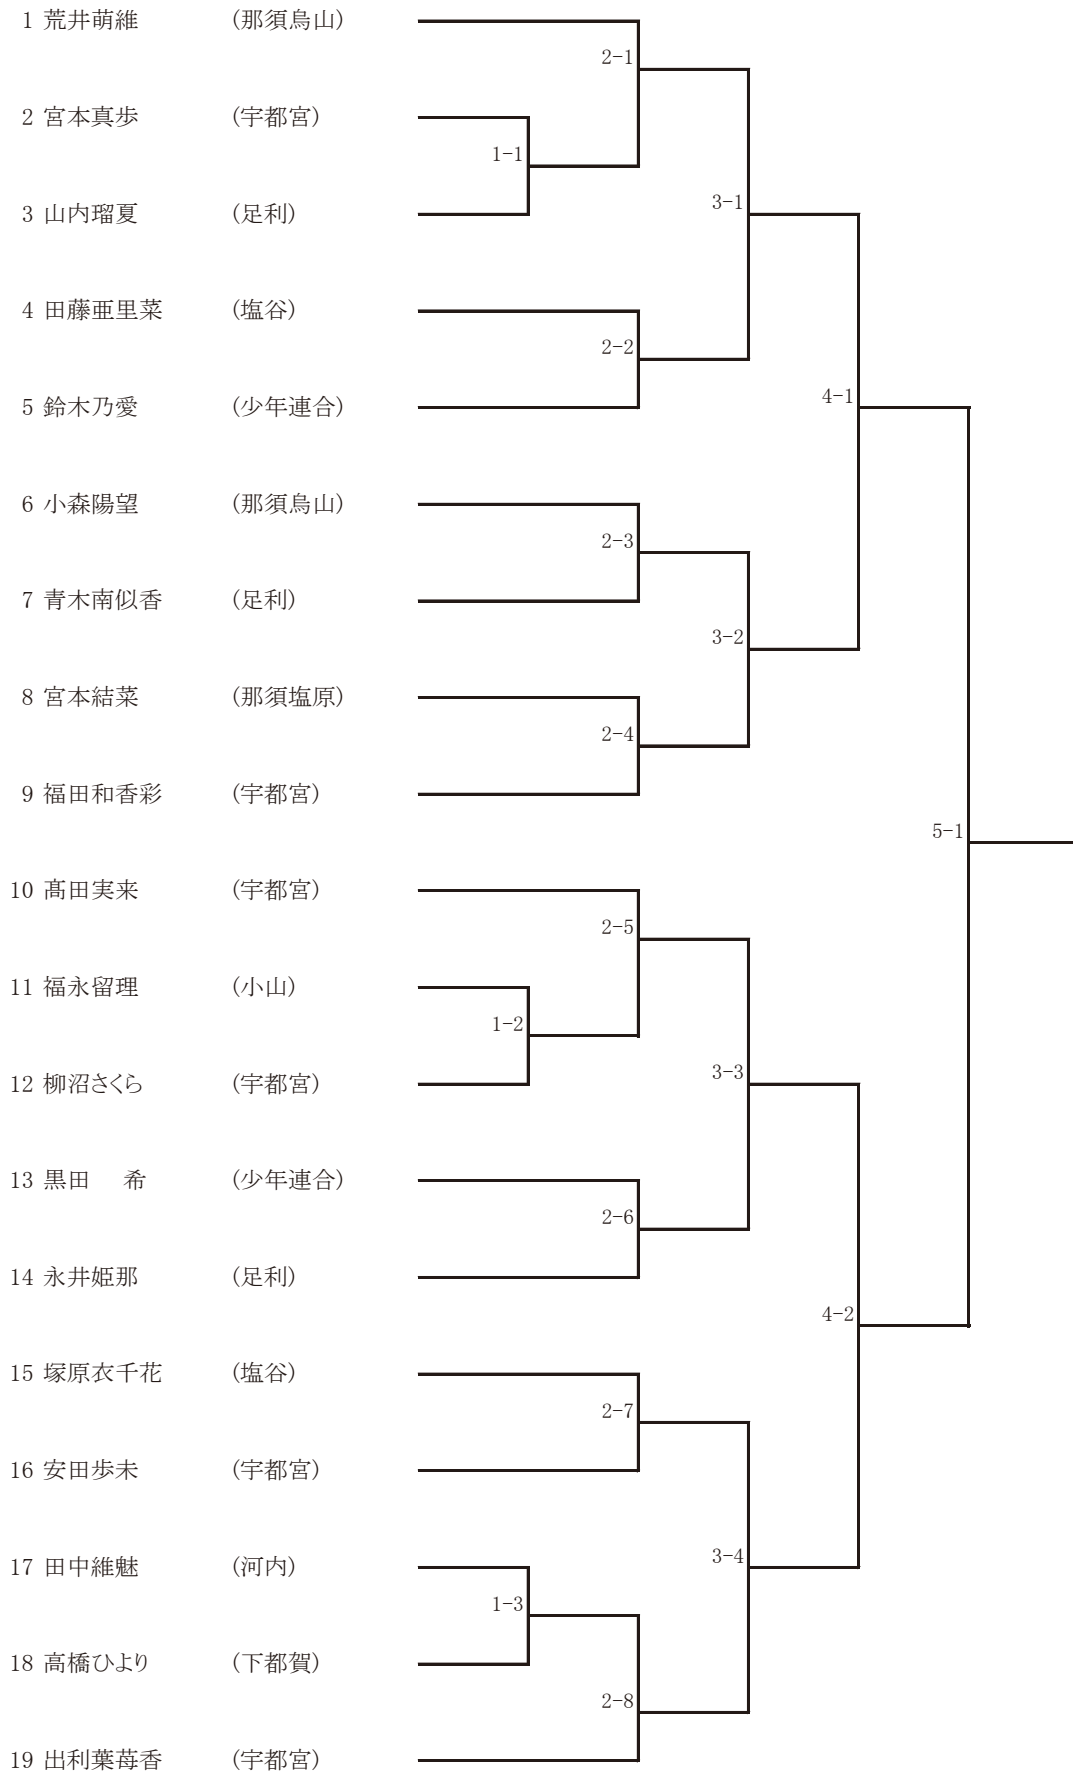 1 荒井萌維 (那須烏山)
2-1
2 宮本真歩 (宇都宮)
1-1
3 山内瑠夏 (足利)
3-1
4 田藤亜里菜 (塩谷)
2-2
5 鈴木乃愛 (少年連合)
4-1
6 小森陽望 (那須烏山)
2-3
7 青木南似香 (足利)
3-2
8 宮本結菜 (那須塩原)
2-4
9 福田和香彩 (宇都宮)
5-1
10 髙田実来 (宇都宮)
2-5
11 福永留理 (小山)
1-2
12 柳沼さくら (宇都宮)
3-3
13 黒田 希 (少年連合)
2-6
14 永井姫那 (足利)
4-2
15 塚原衣千花 (塩谷)
2-7
16 安田歩未 (宇都宮)
3-4
17 田中維魅 (河内)
1-3
18 高橋ひより (下都賀)
2-8
19 出利葉苺香 (宇都宮)